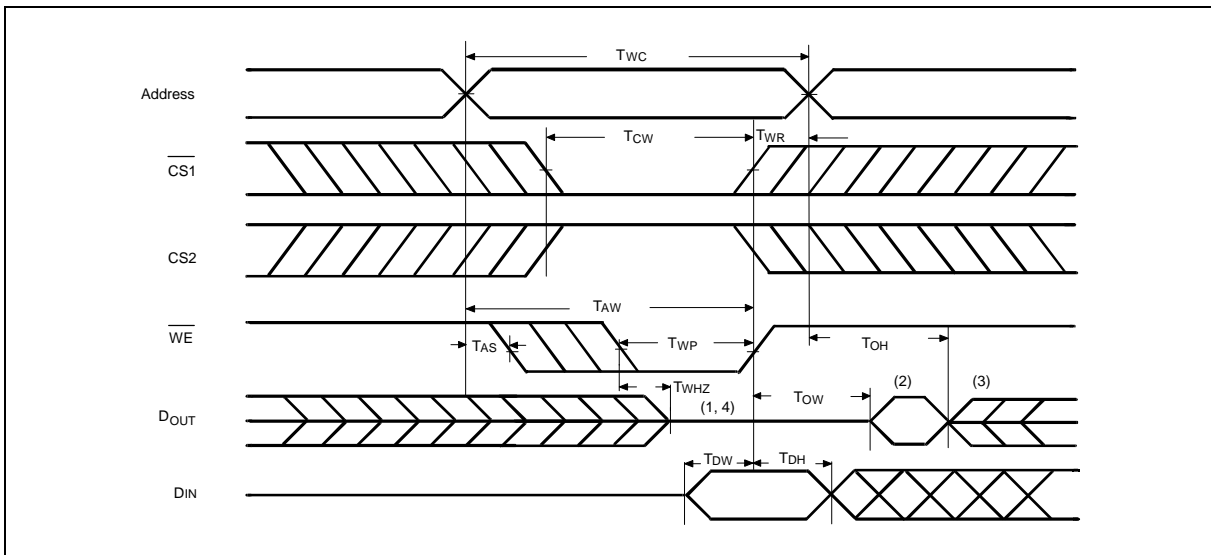 TWC
Address
TCW
TWR
CS1
CS2
TAW
WE
TAS
TWP
TOH
TWHZ
(1, 4)
TOW
(2)
(3)
DOUT
TDW
TDH
DIN